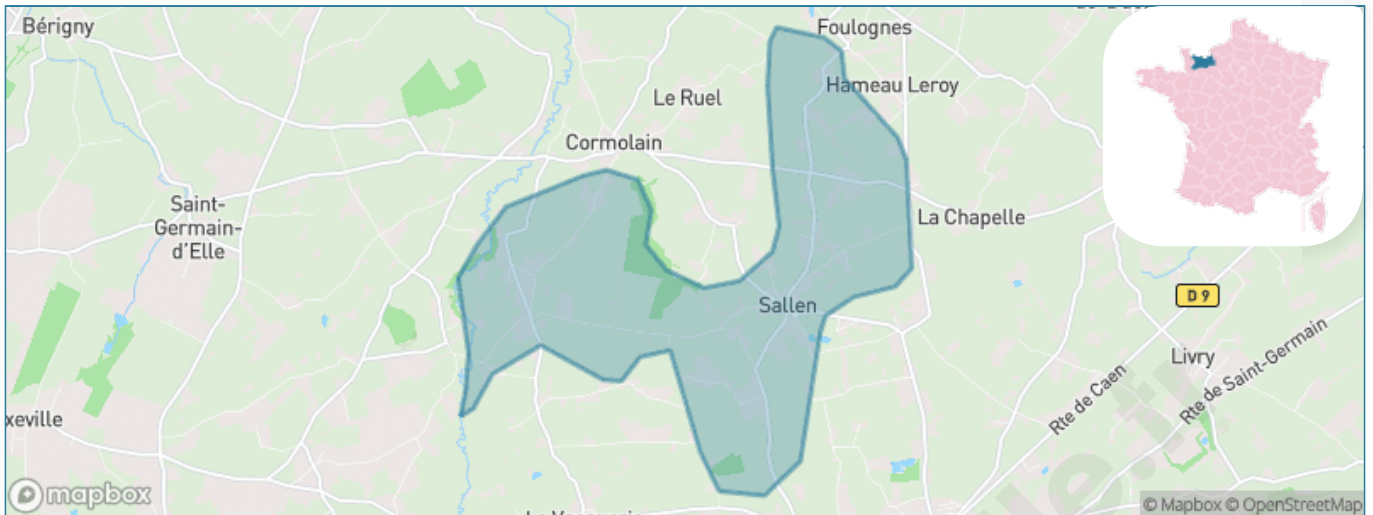 Bérigny
Foulognes
Hameau Leroy
Le Ruel
Cormolain
Saint-
Germain-
d'Elle
La Chapelle
D 9
Sallen
Livry
Rte de Caen
Rte de Saint-Germain
xeville
mapbox
© Mapbox © OpenStreetMap